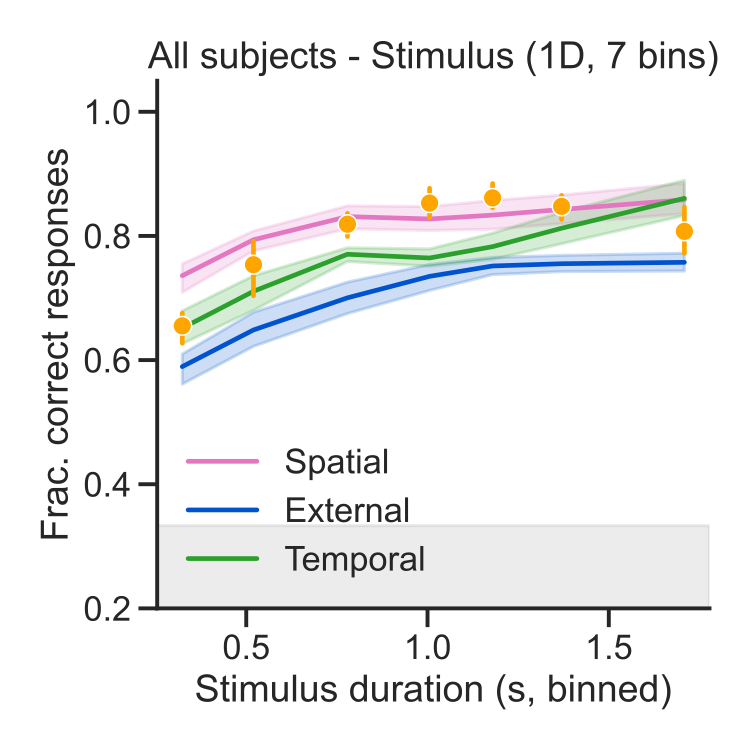 All subjects - Stimulus (1D, 7 bins)
Frac. correct responses
1.0
0.8
0.6
0.4
0.2
Spatial
External
Temporal
0.5 1.0 1.5
Stimulus duration (s, binned)